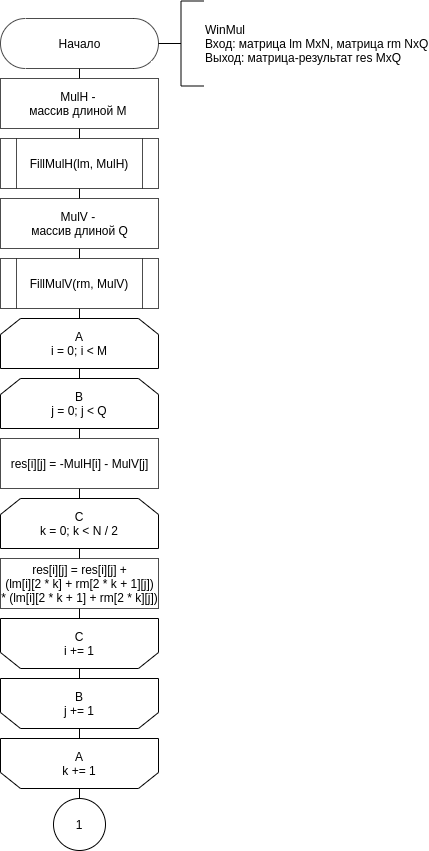 Начало
WinMul
Вход: матрица lm MxN, матрица rm NxQ
Выход: матрица-результат res MxQ
MulH -
массив длиной M
FillMulH(lm, MulH)
MulV -
массив длиной Q
FillMulV(rm, MulV)
A
i = 0; i < M
B
j = 0; j < Q
res[i][j] = -MulH[i] - MulV[j]
C
k = 0; k < N / 2
res[i][j] = res[i][j] +
(lm[i][2 * k] + rm[2 * k + 1][j])
* (lm[i][2 * k + 1] + rm[2 * k][j])
C
i += 1
B
j += 1
A
k += 1
1